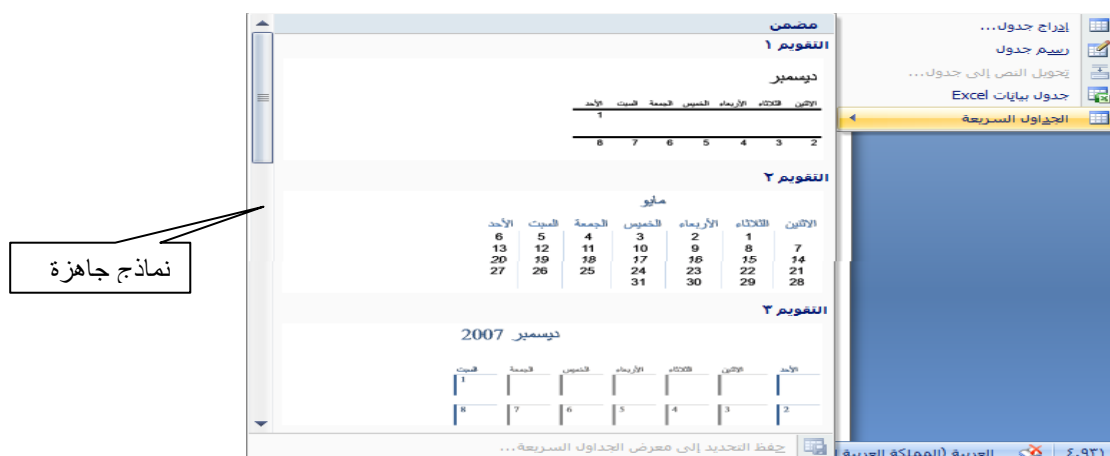 إدراج جدول...
رسم جدول
تحويل النص إلى جدول...
جدول بيانات Excel
الجداول السريعة
مضمن
التقويم ١
ديسمبر
الاثنين الثلاثاء الأربعاء الخميس الجمعة السبت الأحد
1
2 3 4 5 6 7 8
التقويم ٢
مايو
الاثنين الثلاثاء الأربعاء الخميس الجمعة السبت الأحد
1 2 3 4 5 6
7 8 9 10 11 12 13
14 15 16 17 18 19 20
21 22 23 24 25 26 27
28 29 30 31
التقويم ٣
ديسمبر 2007
الأحد الاثنين الثلاثاء الأربعاء الخميس الجمعة السبت
1
2 3 4 5 6 7 8
حفظ التحديد إلى معرض الجداول السريعة...
نماذج جاهزة
٤،٩٣١ العربية (المملكة العربية